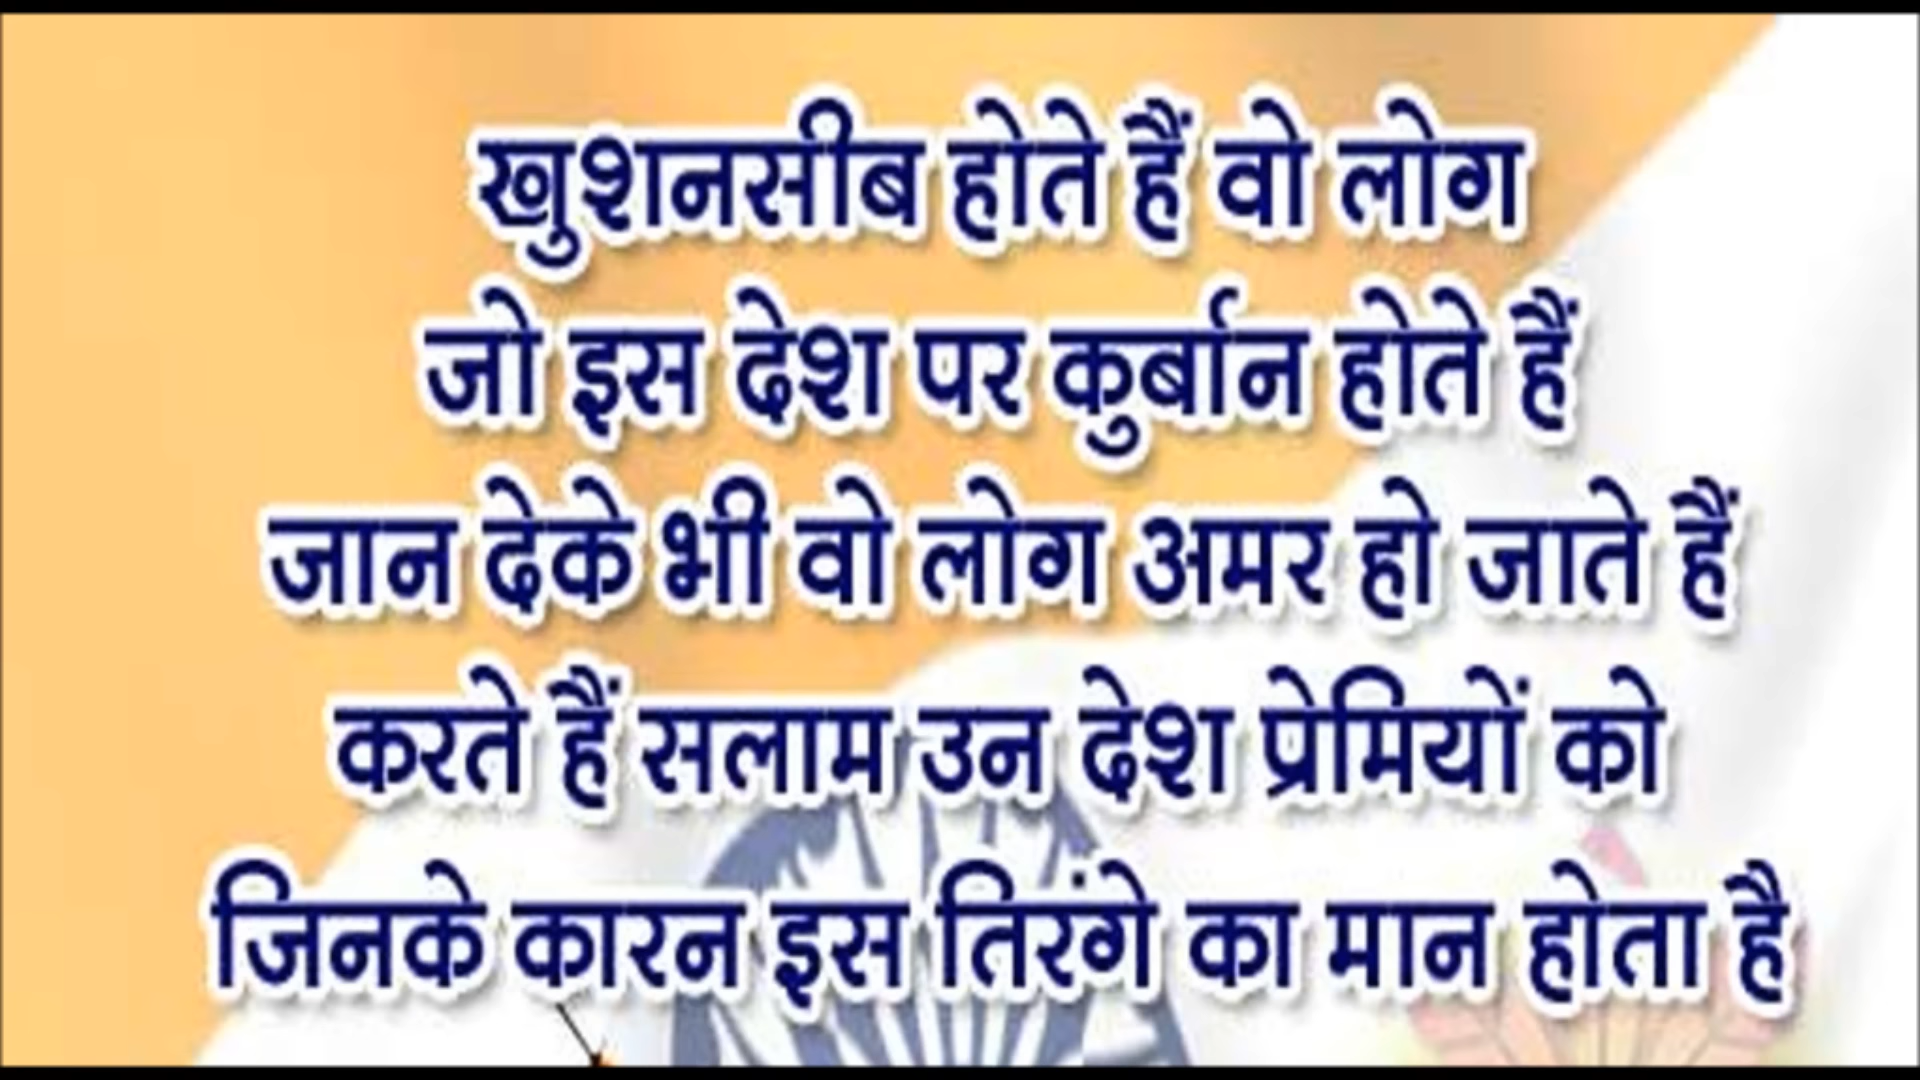 खुशनसीब होते हैं वो लोग
जो इस देश पर कुर्बान होते हैं
जान देके भी वो लोग अमर हो जाते हैं
करते हैं सलाम उन देश प्रेमियों को
जिनके कारन इस तिरंगे का मान होता है